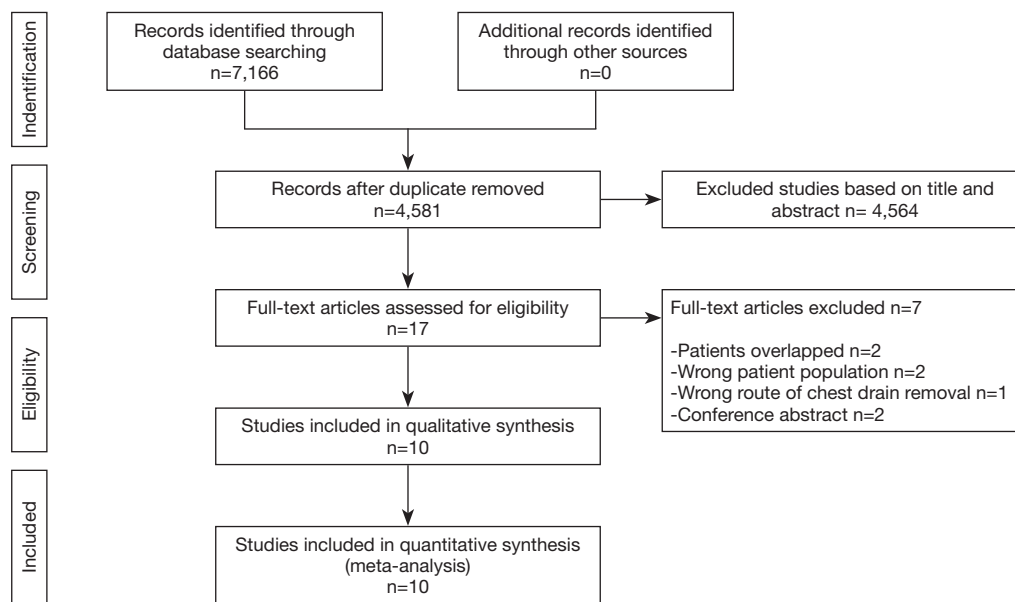 Indentification
Records identified through
database searching
n=7,166
Additional records identified
through other sources
n=0
Screening
Records after duplicate removed
n=4,581
Excluded studies based on title and
abstract n= 4,564
Eligibility
Full-text articles assessed for eligibility
n=17
Full-text articles excluded n=7
-Patients overlapped n=2
-Wrong patient population n=2
-Wrong route of chest drain removal n=1
-Conference abstract n=2
Studies included in qualitative synthesis
n=10
Included
Studies included in quantitative synthesis
(meta-analysis)
n=10